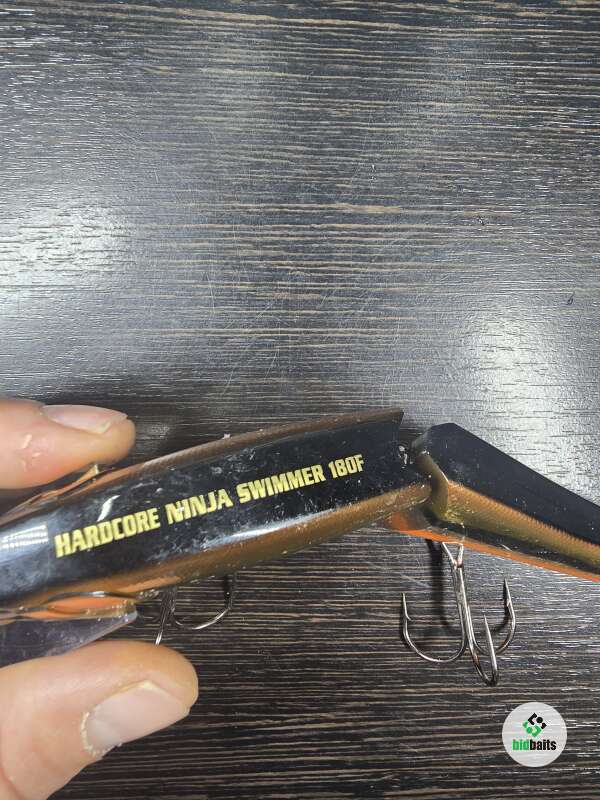 HARDCORE NINJA SWIMMER 180F
bidbaits